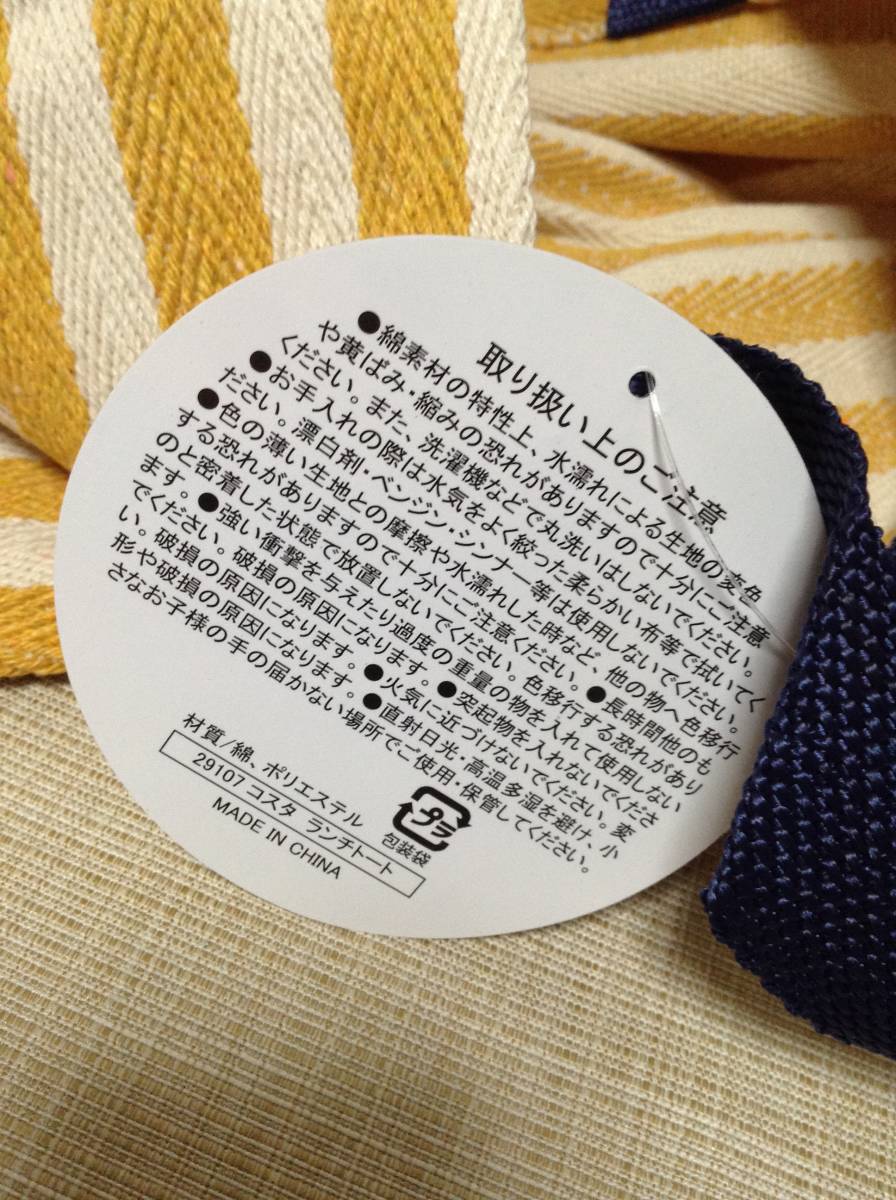 取り扱い上のご注意
●綿素材の特性上、水濡れによる生地の変色
や黄ばみ・縮みの恐れがありますので十分にご注意
ください。また、洗濯機などで丸洗いはしないでください。
●お手入れの際は水気をよく絞った柔らかい布等で拭いてく
ださい。漂白剤・ベンジン・シンナー等は使用しないでください。
●色の薄い生地との摩擦や水濡れした時など、他の物へ色移行
する恐れがありますので十分にご注意ください。●長時間他のも
のと密着した状態で放置しないでください。色移行する恐れがあり
ます。●強い衝撃を与えたり過度の重量の物を入れて使用しない
でください。破損の原因になります。●突起物を入れないでくださ
い。破損の原因になります。●火気に近づけないでください。変
形や破損の原因になります。●直射日光・高温多湿を避け、小
さなお子様の手の届かない場所でご使用・保管してください。
材質/綿、ポリエステル
29107 コスタ ランチトート
MADE IN CHINA
プラ
包装袋